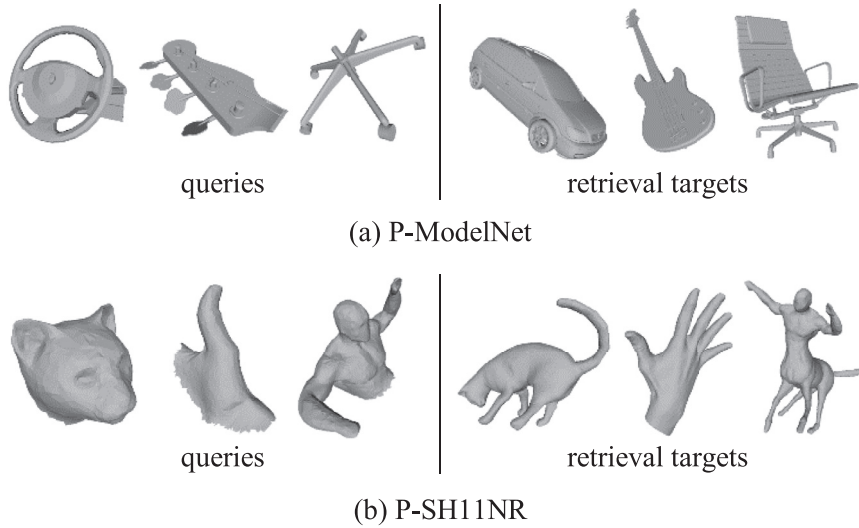 queries
retrieval targets
(a) P-ModelNet
queries
retrieval targets
(b) P-SH11NR